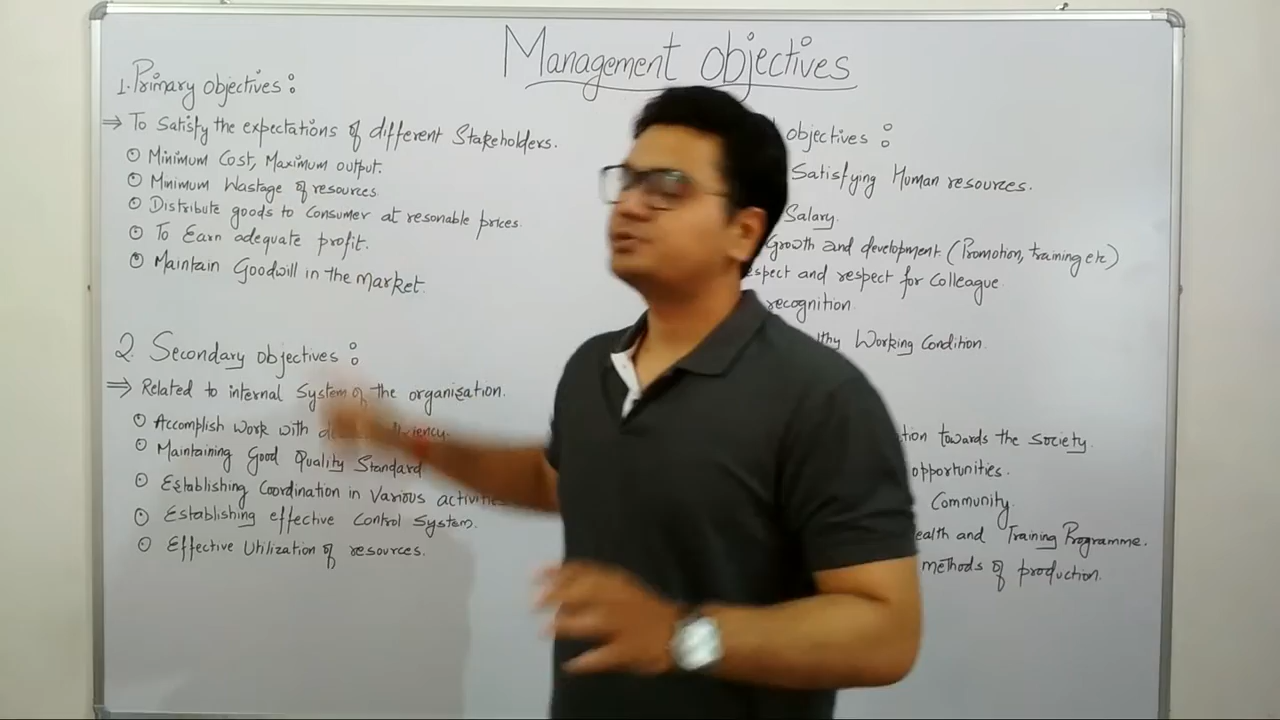 Management objectives
1. Primary objectives :
⇒ To Satisfy the expectations of different Stakeholders.
⊙ Minimum Cost, Maximum output.
⊙ Minimum Wastage of resources
⊙ Distribute goods to Consumer at resonable prices.
⊙ To Earn adequate profit.
⊙ Maintain Goodwill in the market.
2. Secondary objectives :
⇒ Related to internal System of the organisation.
⊙ Accomplish work with
⊙ Maintaining Good Quality Standard
⊙ Establishing Coordination in Various
⊙ Establishing effective Control System.
⊙ Effective Utilization of resources.
objectives :
Satisfying Human resources.
Salary.
Growth and development (Promotion, training etc)
and respect for Colleague
recognition
Working Condition
towards the society.
opportunities.
Community
and Training Programme.
methods of production.